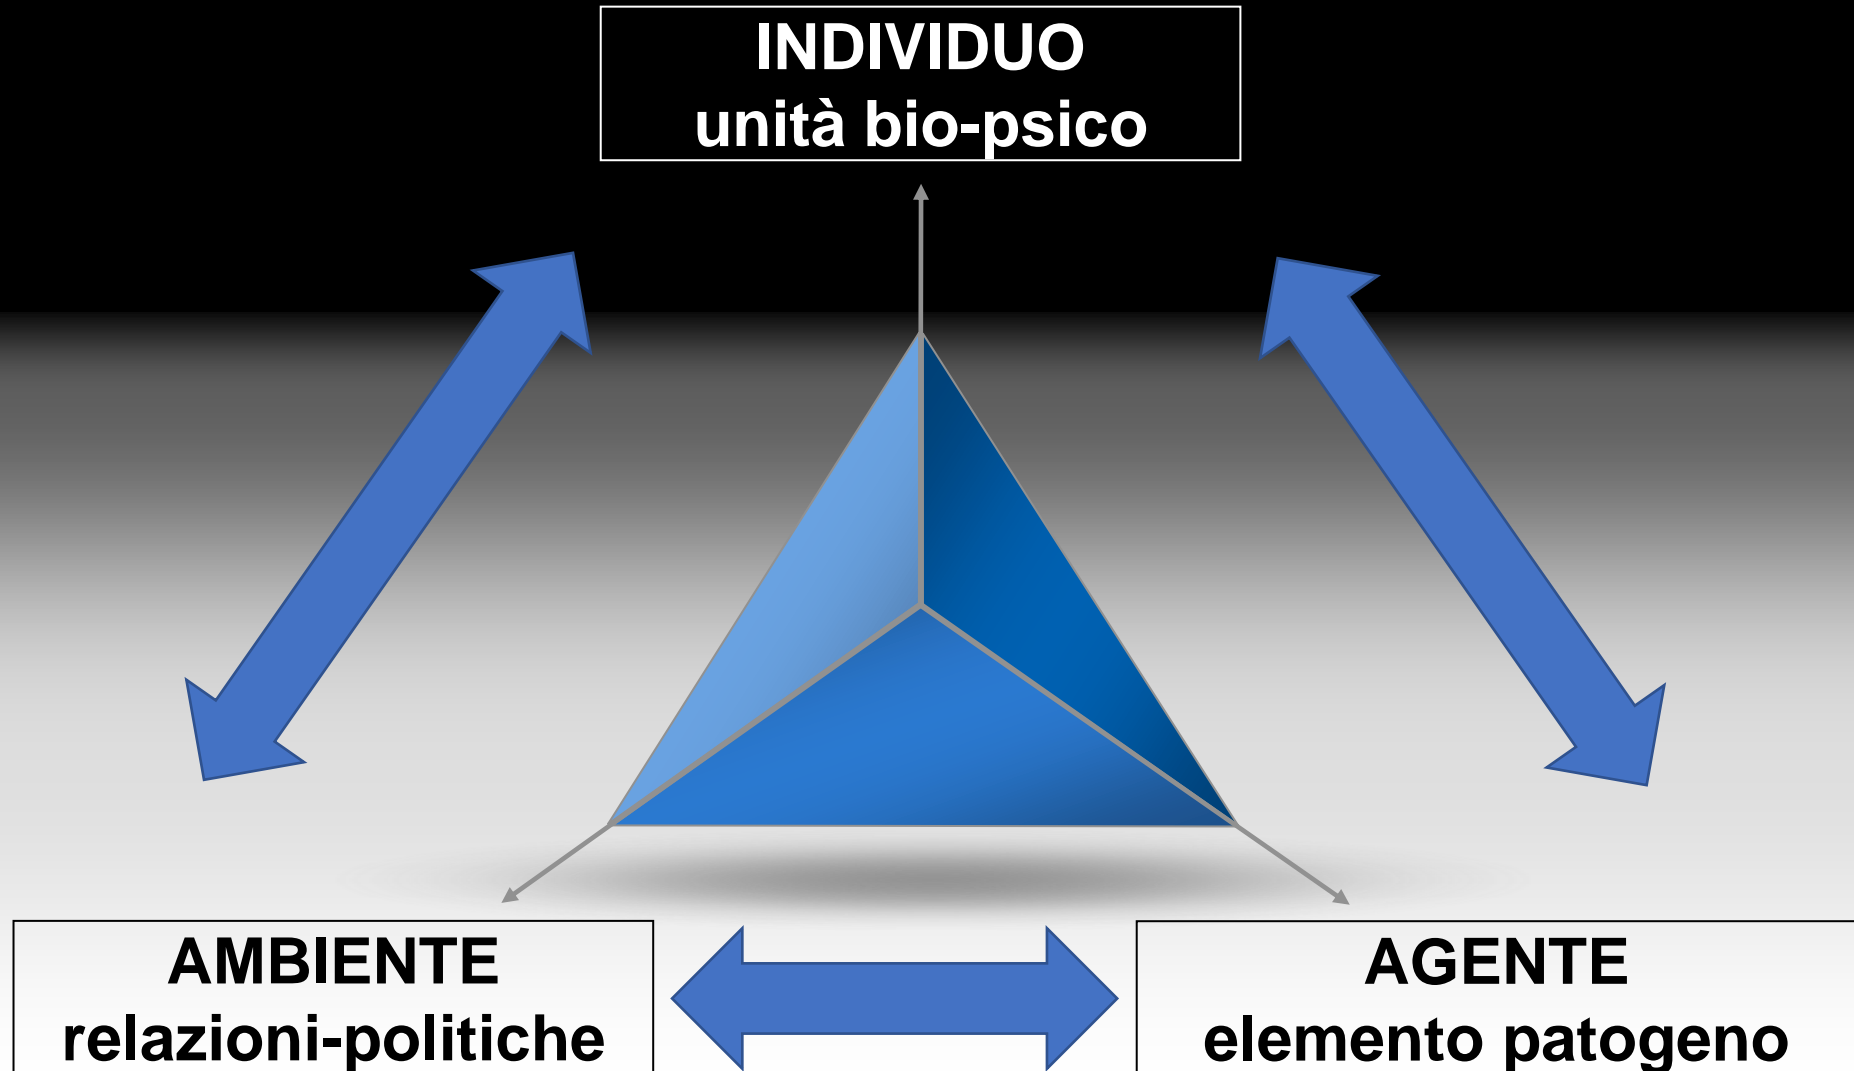 INDIVIDUO
unità bio-psico
AMBIENTE
relazioni-politiche
AGENTE
elemento patogeno